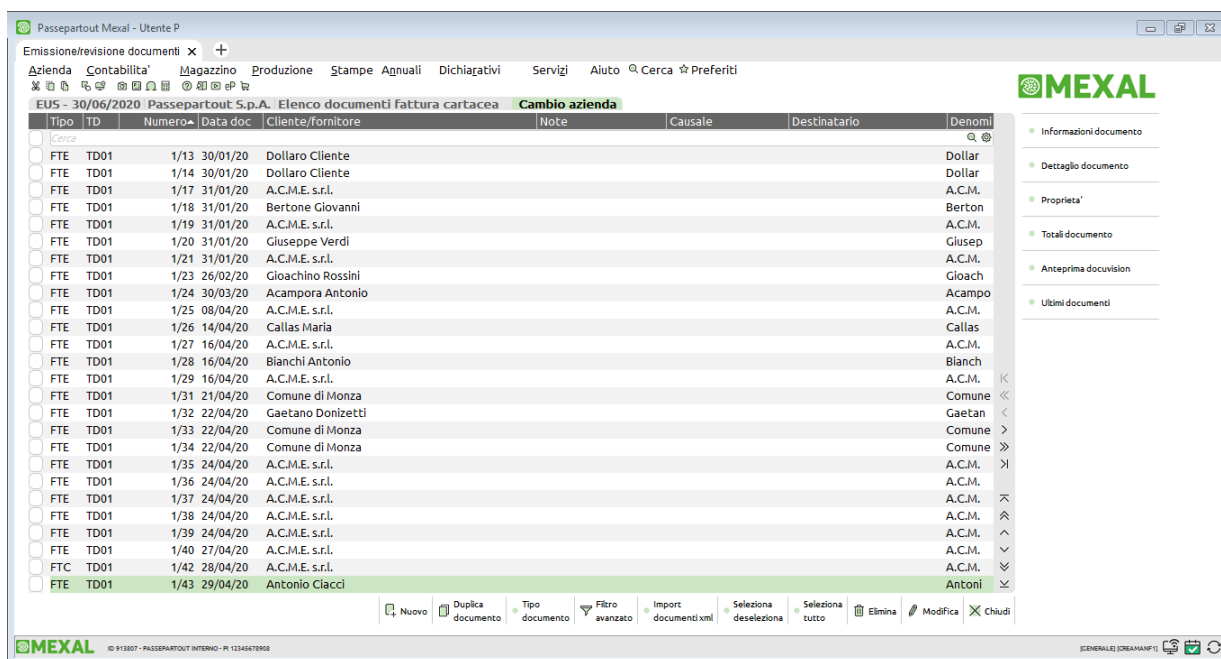 Passepartout Mexal - Utente P
Emissione/revisione documenti
Azienda Contabilita' Magazzino Produzione Stampe Annuali Dichiarativi Servizi Aiuto Cerca Preferiti
MEXAL
EUS - 30/06/2020 Passepartout S.p.A. Elenco documenti fattura cartacea Cambio azienda
Tipo TD Numero Data doc Cliente/fornitore Note Causale Destinatario Denomi
Cerca
FTE TD01 1/13 30/01/20 Dollaro Cliente Dollar
FTE TD01 1/14 30/01/20 Dollaro Cliente Dollar
FTE TD01 1/17 31/01/20 A.C.M.E. s.r.l. A.C.M.
FTE TD01 1/18 31/01/20 Bertone Giovanni Berton
FTE TD01 1/19 31/01/20 A.C.M.E. s.r.l. A.C.M.
FTE TD01 1/20 31/01/20 Giuseppe Verdi Giusep
FTE TD01 1/21 31/01/20 A.C.M.E. s.r.l. A.C.M.
FTE TD01 1/23 26/02/20 Gioachino Rossini Gioach
FTE TD01 1/24 30/03/20 Acampora Antonio Acampo
FTE TD01 1/25 08/04/20 A.C.M.E. s.r.l. A.C.M.
FTE TD01 1/26 14/04/20 Callas Maria Callas
FTE TD01 1/27 16/04/20 A.C.M.E. s.r.l. A.C.M.
FTE TD01 1/28 16/04/20 Bianchi Antonio Bianch
FTE TD01 1/29 16/04/20 A.C.M.E. s.r.l. A.C.M.
FTE TD01 1/31 21/04/20 Comune di Monza Comune
FTE TD01 1/32 22/04/20 Gaetano Donizetti Gaetan
FTE TD01 1/33 22/04/20 Comune di Monza Comune
FTE TD01 1/34 22/04/20 Comune di Monza Comune
FTE TD01 1/35 24/04/20 A.C.M.E. s.r.l. A.C.M.
FTE TD01 1/36 24/04/20 A.C.M.E. s.r.l. A.C.M.
FTE TD01 1/37 24/04/20 A.C.M.E. s.r.l. A.C.M.
FTE TD01 1/38 24/04/20 A.C.M.E. s.r.l. A.C.M.
FTE TD01 1/39 24/04/20 A.C.M.E. s.r.l. A.C.M.
FTE TD01 1/40 27/04/20 A.C.M.E. s.r.l. A.C.M.
FTC TD01 1/42 28/04/20 A.C.M.E. s.r.l. A.C.M.
FTE TD01 1/43 29/04/20 Antonio Ciacci Antoni
Informazioni documento
Dettaglio documento
Proprieta'
Totali documento
Anteprima docuvision
Ultimi documenti
Nuovo
Duplica
documento
Tipo
documento
Filtro
avanzato
Import
documenti xml
Seleziona
deseleziona
Seleziona
tutto
Elimina
Modifica
Chiudi
MEXAL ID 913807 - PASSEPARTOUT INTERNO - PI 12345678908 [GENERALE] [CREAMANF1]